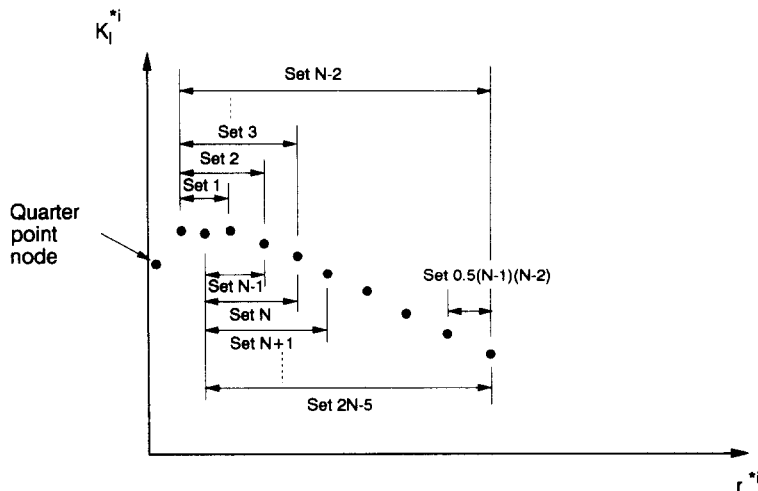 K_I^{*i}
Set N-2
Set 3
Set 2
Set 1
Quarter
point
node
Set N-1
Set 0.5(N-1)(N-2)
Set N
Set N+1
Set 2N-5
r^{*i}